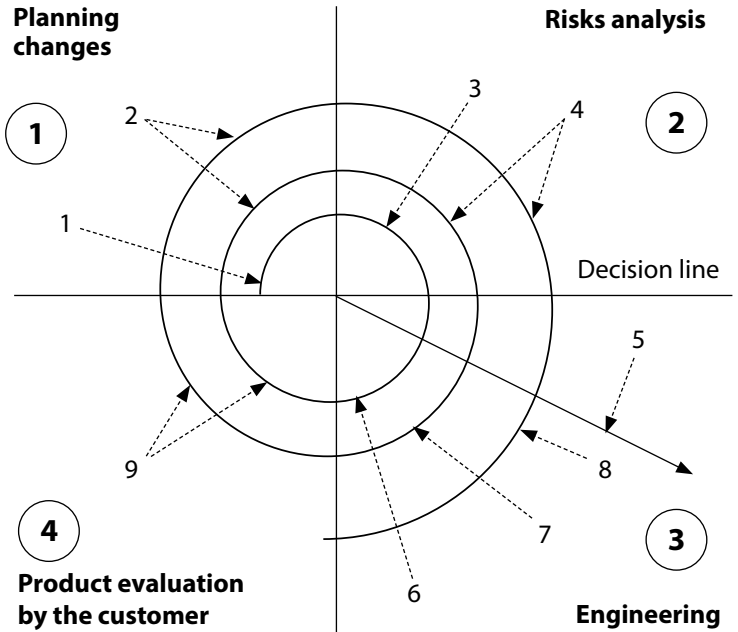 Planning
changes
Risks analysis
1
2
3
4
2
1
Decision line
5
9
8
7
6
4
3
Product evaluation
by the customer
Engineering